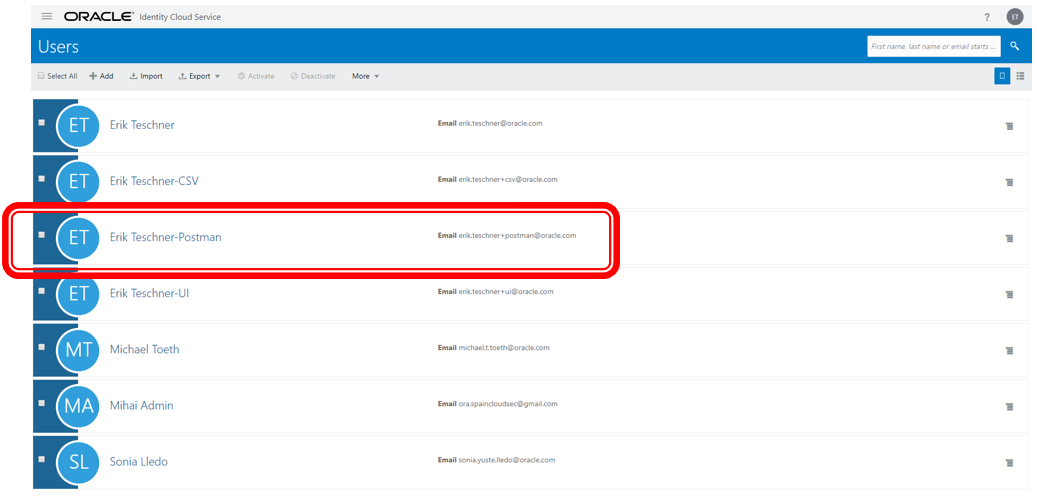 ORACLE® Identity Cloud Service ? ET
Users First name, last name or email starts ...
Select All Add Import Export Activate Deactivate More
ET Erik Teschner Email erik.teschner@oracle.com
ET Erik Teschner-CSV Email erik.teschner+csv@oracle.com
ET Erik Teschner-Postman Email erik.teschner+postman@oracle.com
ET Erik Teschner-UI Email erik.teschner+ui@oracle.com
MT Michael Toeth Email michael.t.toeth@oracle.com
MA Mihai Admin Email ora.spaincloudsec@gmail.com
SL Sonia Lledo Email sonia.yuste.lledo@oracle.com